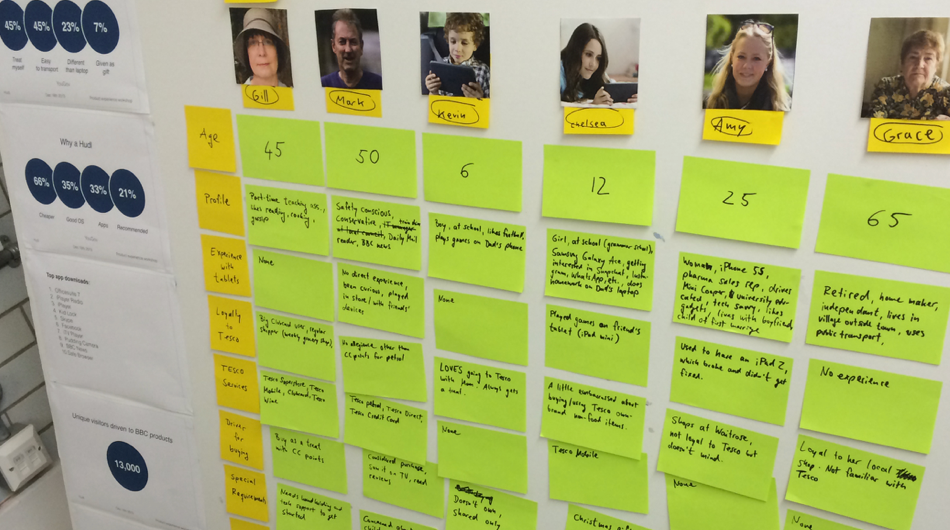 45%
45%
23%
7%
Treat
myself
Easy
to transport
Different
than laptop
Given as
gift
Why a Hudl
66%
35%
33%
21%
Cheaper
Good OS
Apps
Recommended
Top app downloads:
Unique visitors driven to BBC products
13,000
Gill
Mark
Kevin
Chelsea
Amy
Grace
Age
45
50
6
12
25
65
Profile
Part-time teaching ass.,
likes reading,
gossip
Safety conscious,
Conservative,
Daily Mail
reader, BBC news
Boy, at school, likes football,
plays games on Dad's phone
Girl, at school (grammar school),
Samsung Galaxy Ace, getting
interested in Snapchat, Insta-
gram, WhatsApp, etc., does
homework on Dad's laptop
Woman, iPhone 5S,
pharma sales rep, drives
Mini Cooper, university edu-
cated, tech savvy, likes
gadgets, lives with boyfriend,
child of first marriage
Retired, home maker,
independent, lives in
village outside town, uses
public transport,
Experience
with
tablets
None
No direct experience,
been curious, played
in store / with friends'
devices
None
Played games on friend's
tablet (iPad mini)
Used to have an iPad 2,
which broke and didn't get
fixed.
No experience
Loyalty
to
Tesco
Big Clubcard user, regular
shopper (weekly grocery shop)
No allegiance other than
CC points for petrol
LOVES going to Tesco
with Mum. Always gets
a treat.
A little embarrassed about
buying/using Tesco own-
brand non-food items.
Shops at Waitrose,
not loyal to Tesco but
doesn't mind.
Loyal to her local
shop. Not familiar with
Tesco
TESCO
Services
Tesco Superstore, Tesco
Mobile, Clubcard, Tesco
Wine
Tesco petrol, Tesco Direct,
Tesco Credit Card
None
Tesco Mobile
None
None
Driver
for
buying
Buy as a local
with CC points
Considered purchase,
saw it on TV, read
reviews
Doesn't own,
shared only
Christmas
Special
Requirements
Needs hand holding and
tech support to get
started